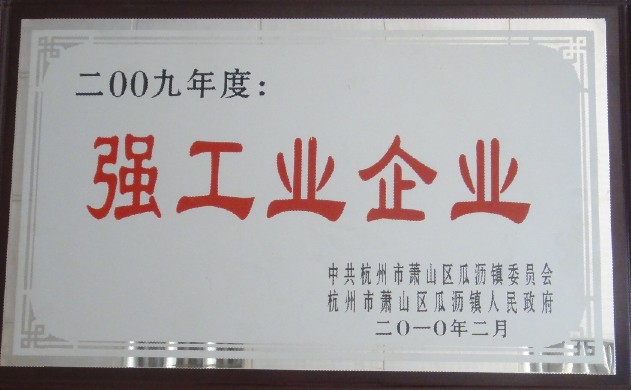 二00九年度:
强工业企业
中共杭州市萧山区瓜沥镇委员会
杭州市萧山区瓜沥镇人民政府
二〇一〇年二月